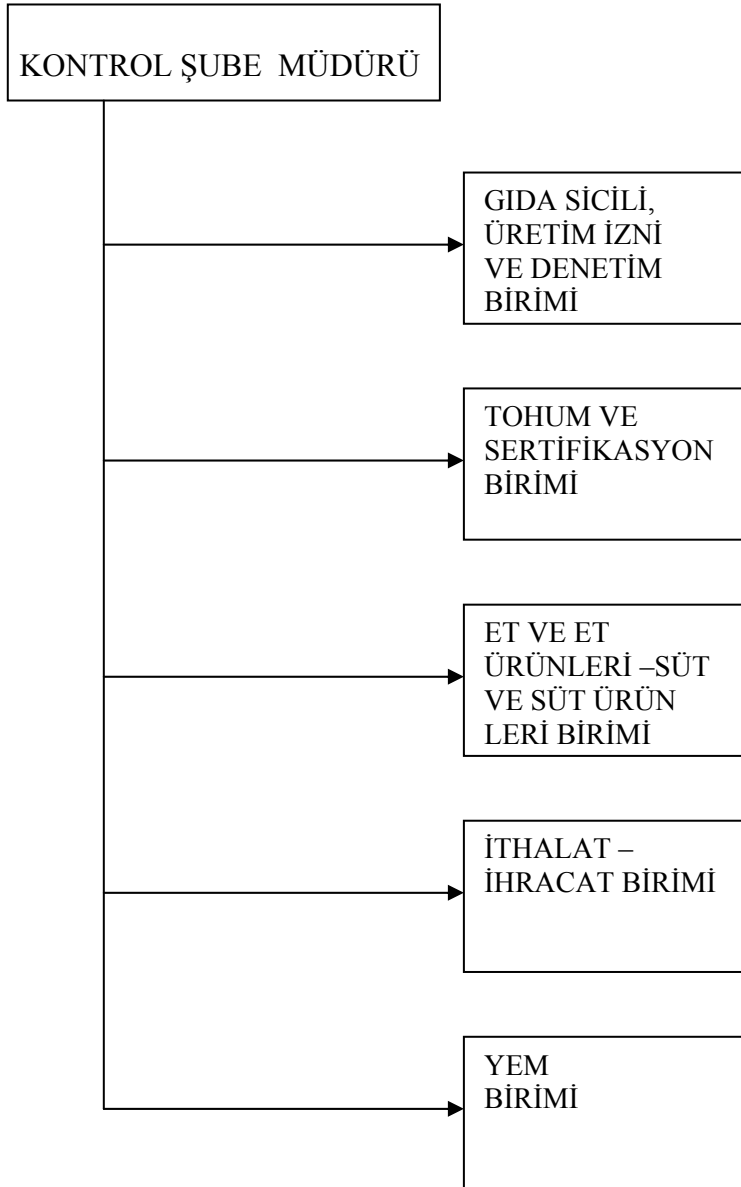 KONTROL ŞUBE  MÜDÜRÜ
GIDA SİCİLİ,
ÜRETİM İZNİ
VE DENETİM
BİRİMİ
TOHUM VE
SERTİFİKASYON
BİRİMİ
ET VE ET
ÜRÜNLERİ –SÜT
VE SÜT ÜRÜN
LERİ BİRİMİ
İTHALAT –
İHRACAT BİRİMİ
YEM
BİRİMİ